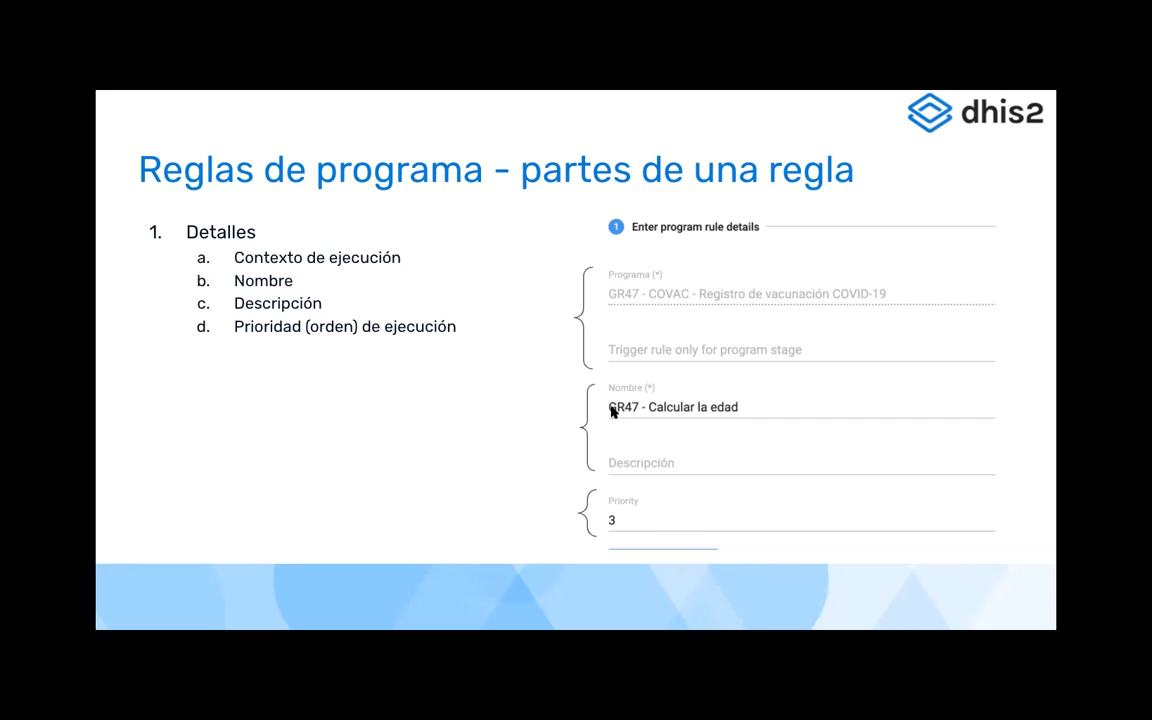 dhis2
Reglas de programa - partes de una regla
1. Detalles
a. Contexto de ejecución
b. Nombre
c. Descripción
d. Prioridad (orden) de ejecución
1 Enter program rule details
Programa (*)
GR47 - COVAC - Registro de vacunación COVID-19
Trigger rule only for program stage
Nombre (*)
GR47 - Calcular la edad
Descripción
Priority
3